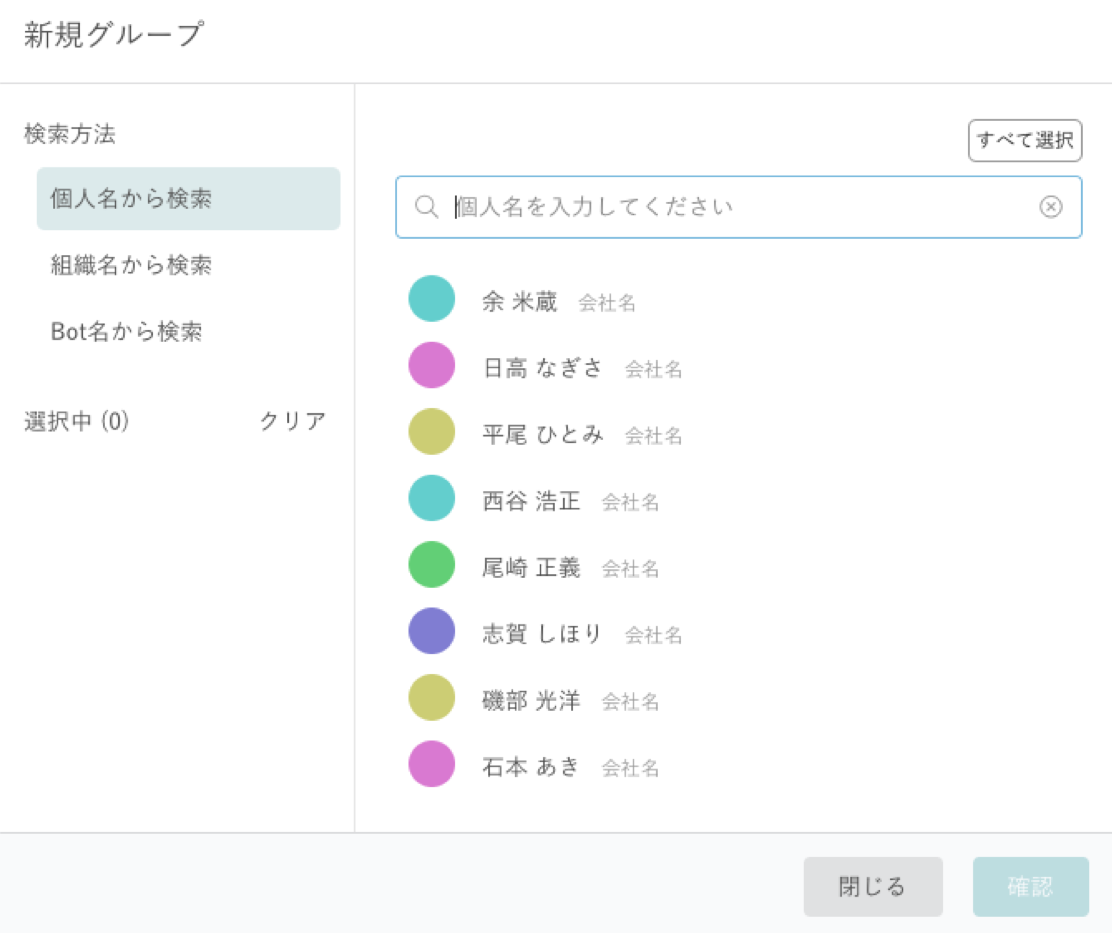 新規グループ
検索方法
個人名から検索
組織名から検索
Bot名から検索
選択中 (0) クリア
すべて選択
個人名を入力してください
余 米蔵 会社名
日高 なぎさ 会社名
平尾 ひとみ 会社名
西谷 浩正 会社名
尾崎 正義 会社名
志賀 しほり 会社名
磯部 光洋 会社名
石本 あき 会社名
閉じる 確認